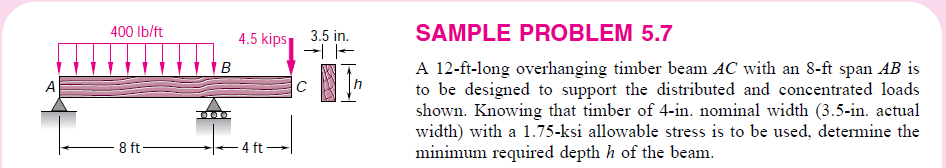 SAMPLE PROBLEM 5.7
A 12-ft-long overhanging timber beam AC with an 8-ft span AB is
to be designed to support the distributed and concentrated loads
shown. Knowing that timber of 4-in. nominal width (3.5-in. actual
width) with a 1.75-ksi allowable stress is to be used, determine the
minimum required depth h of the beam.
400 lb/ft
4.5 kips
3.5 in.
A
B
C
h
8 ft
4 ft